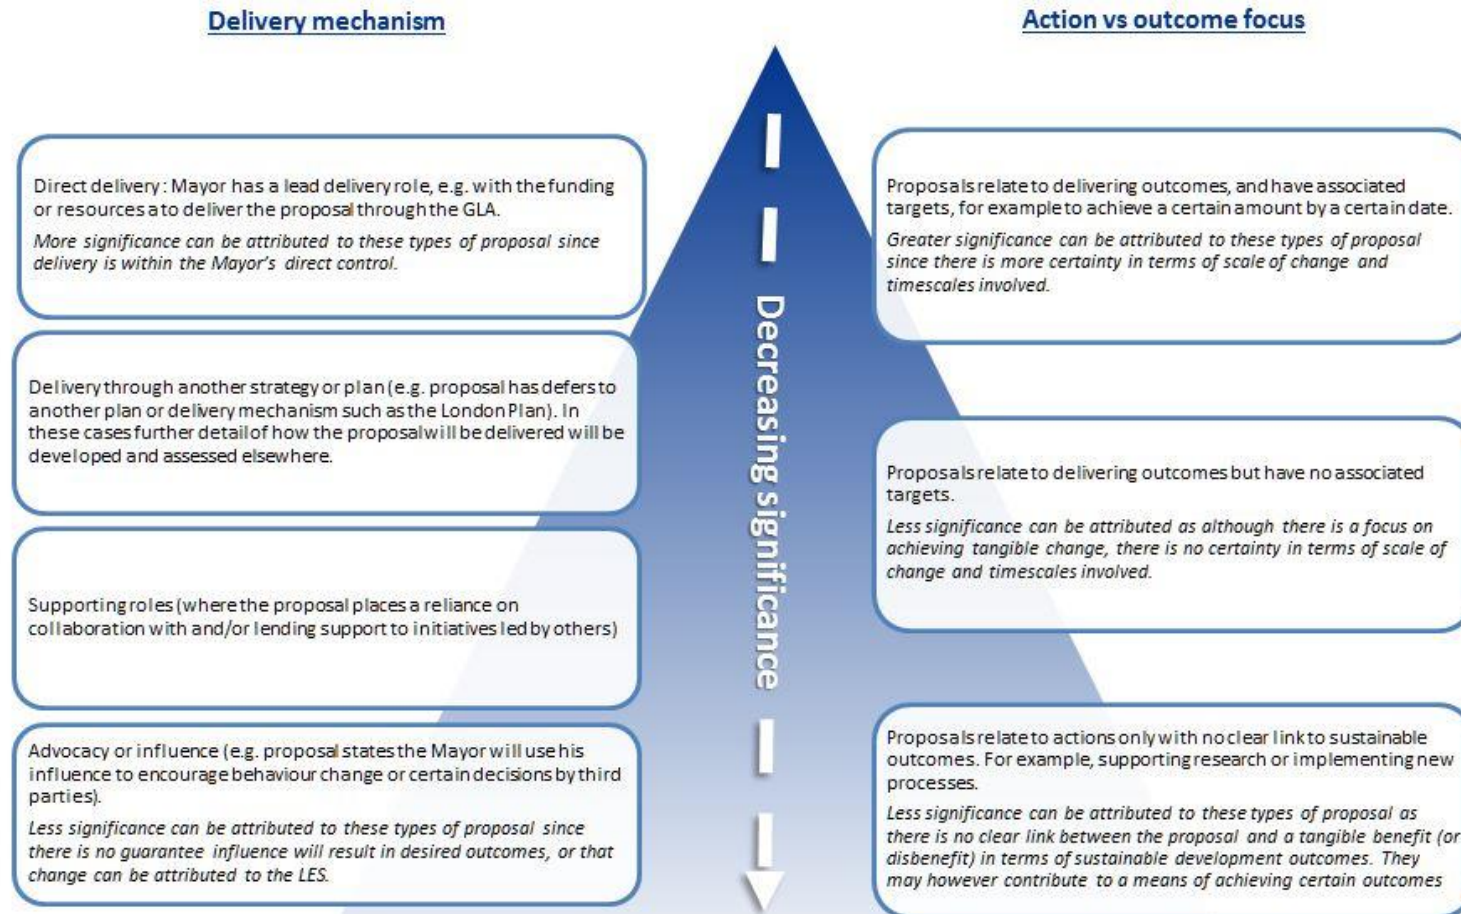 Delivery mechanism
Direct delivery: Mayor has a lead delivery role, e.g. with the funding
or resources a to deliver the proposal through the GLA.
More significance can be attributed to these types of proposal since
delivery is within the Mayor's direct control.
Delivery through another strategy or plan (e.g. proposal has defers to
another plan or delivery mechanism such as the London Plan). In
these cases further detail of how the proposal will be delivered will be
developed and assessed elsewhere.
Supporting roles (where the proposal places a reliance on
collaboration with and/or lending support to initiatives led by others)
Advocacy or influence (e.g. proposal states the Mayor will use his
influence to encourage behaviour change or certain decisions by third
parties).
Less significance can be attributed to these types of proposal since
there is no guarantee influence will result in desired outcomes, or that
change can be attributed to the LES.
Decreasing significance
Action vs outcome focus
Proposals relate to delivering outcomes, and have associated
targets, for example to achieve a certain amount by a certain date.
Greater significance can be attributed to these types of proposal
since there is more certainty in terms of scale of change and
timescales involved.
Proposals relate to delivering outcomes but have no associated
targets.
Less significance can be attributed as although there is a focus on
achieving tangible change, there is no certainty in terms of scale of
change and timescales involved.
Proposals relate to actions only with no clear link to sustainable
outcomes. For example, supporting research or implementing new
processes.
Less significance can be attributed to these types of proposal as
there is no clear link between the proposal and a tangible benefit (or
disbenefit) in terms of sustainable development outcomes. They
may however contribute to a means of achieving certain outcomes